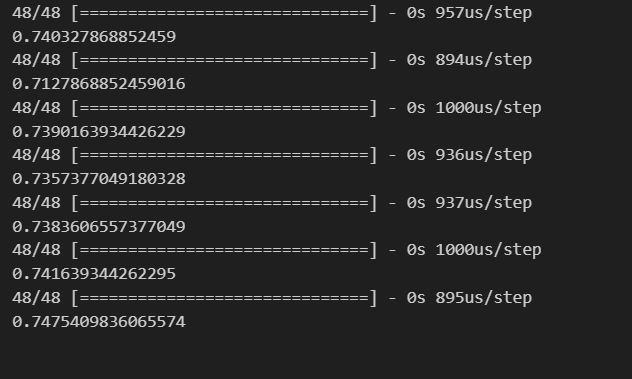 48/48 [==============================] - 0s 957us/step
0.740327868852459
48/48 [==============================] - 0s 894us/step
0.7127868852459016
48/48 [==============================] - 0s 1000us/step
0.7390163934426229
48/48 [==============================] - 0s 936us/step
0.7357377049180328
48/48 [==============================] - 0s 937us/step
0.7383606557377049
48/48 [==============================] - 0s 1000us/step
0.741639344262295
48/48 [==============================] - 0s 895us/step
0.7475409836065574